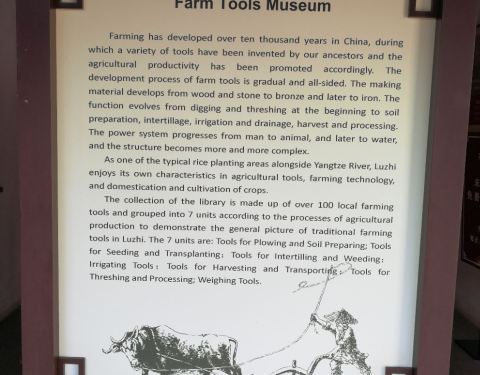 Farm Tools Museum
Farming has developed over ten thousand years in China, during
which a variety of tools have been invented by our ancestors and the
agricultural productivity has been promoted accordingly. The
development process of farm tools is gradual and all-sided. The making
material develops from wood and stone to bronze and later to iron. The
function evolves from digging and threshing at the beginning to soil
preparation, intertillage, irrigation and drainage, harvest and processing.
The power system progresses from man to animal, and later to water,
and the structure becomes more and more complex.
As one of the typical rice planting areas alongside Yangtze River, Luzhi
enjoys its own characteristics in agricultural tools, farming technology,
and domestication and cultivation of crops.
The collection of the library is made up of over 100 local farming
tools and grouped into 7 units according to the processes of agricultural
production to demonstrate the general picture of traditional farming
tools in Luzhi. The 7 units are: Tools for Plowing and Soil Preparing; Tools
for Seeding and Transplanting; Tools for Intertilling and Weeding;
Irrigating Tools; Tools for Harvesting and Transporting; Tools for
Threshing and Processing; Weighing Tools.